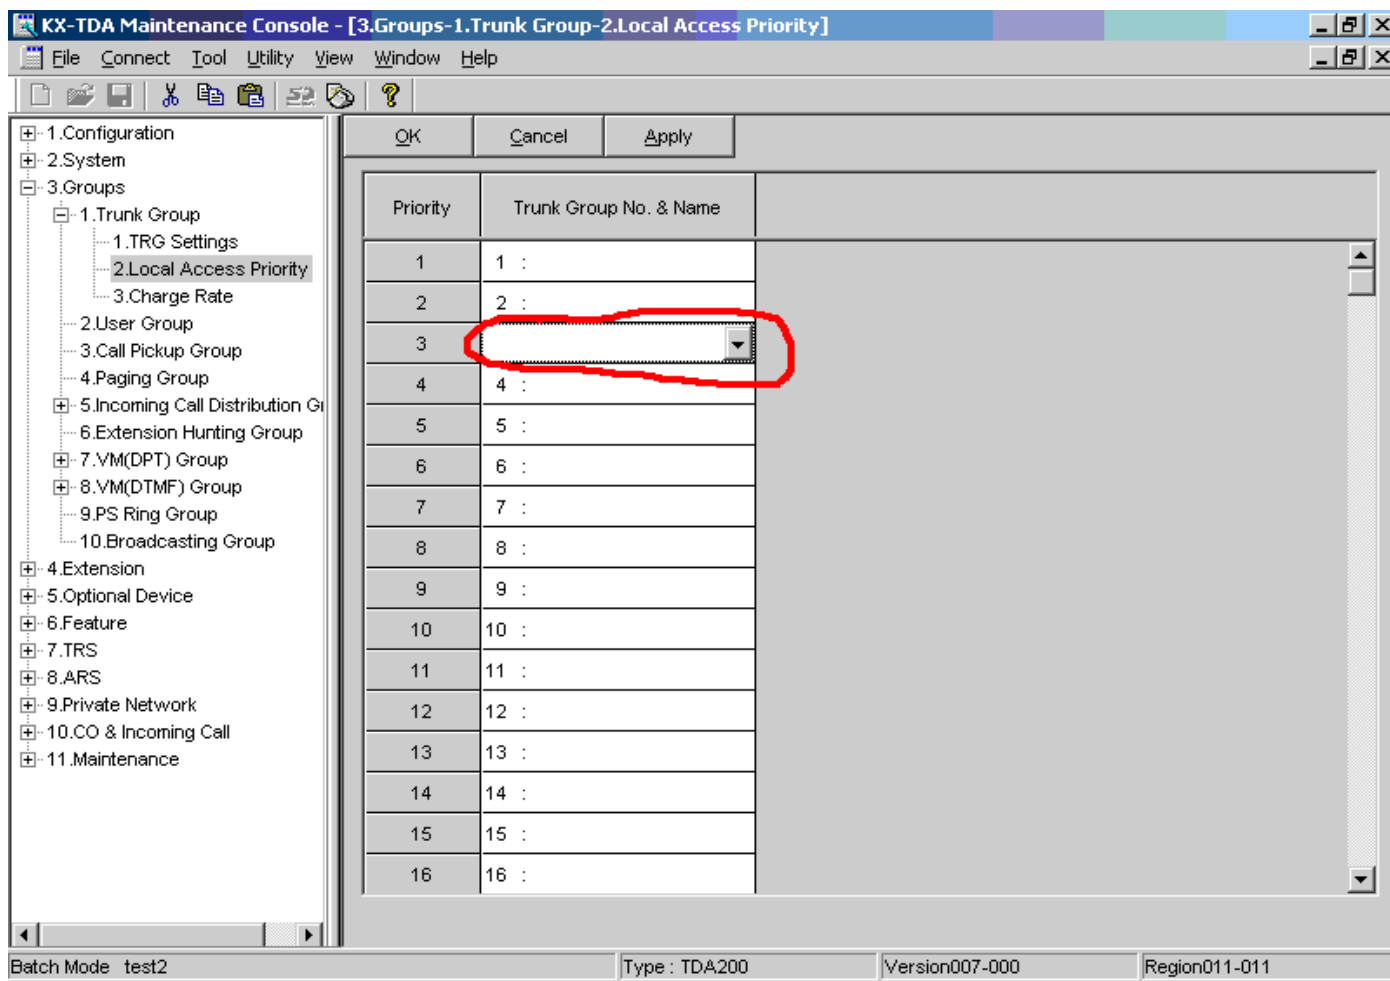 KX-TDA Maintenance Console - [3.Groups-1.Trunk Group-2.Local Access Priority]
File Connect Tool Utility View Window Help
1.Configuration
2.System
3.Groups
1.Trunk Group
1.TRG Settings
2.Local Access Priority
3.Charge Rate
2.User Group
3.Call Pickup Group
4.Paging Group
5.Incoming Call Distribution Gr
6.Extension Hunting Group
7.VM(DPT) Group
8.VM(DTMF) Group
9.PS Ring Group
10.Broadcasting Group
4.Extension
5.Optional Device
6.Feature
7.TRS
8.ARS
9.Private Network
10.CO & Incoming Call
11.Maintenance
OK Cancel Apply
Priority Trunk Group No. & Name
1 1 :
2 2 :
3
4 4 :
5 5 :
6 6 :
7 7 :
8 8 :
9 9 :
10 10 :
11 11 :
12 12 :
13 13 :
14 14 :
15 15 :
16 16 :
Batch Mode test2 Type : TDA200 Version007-000 Region011-011